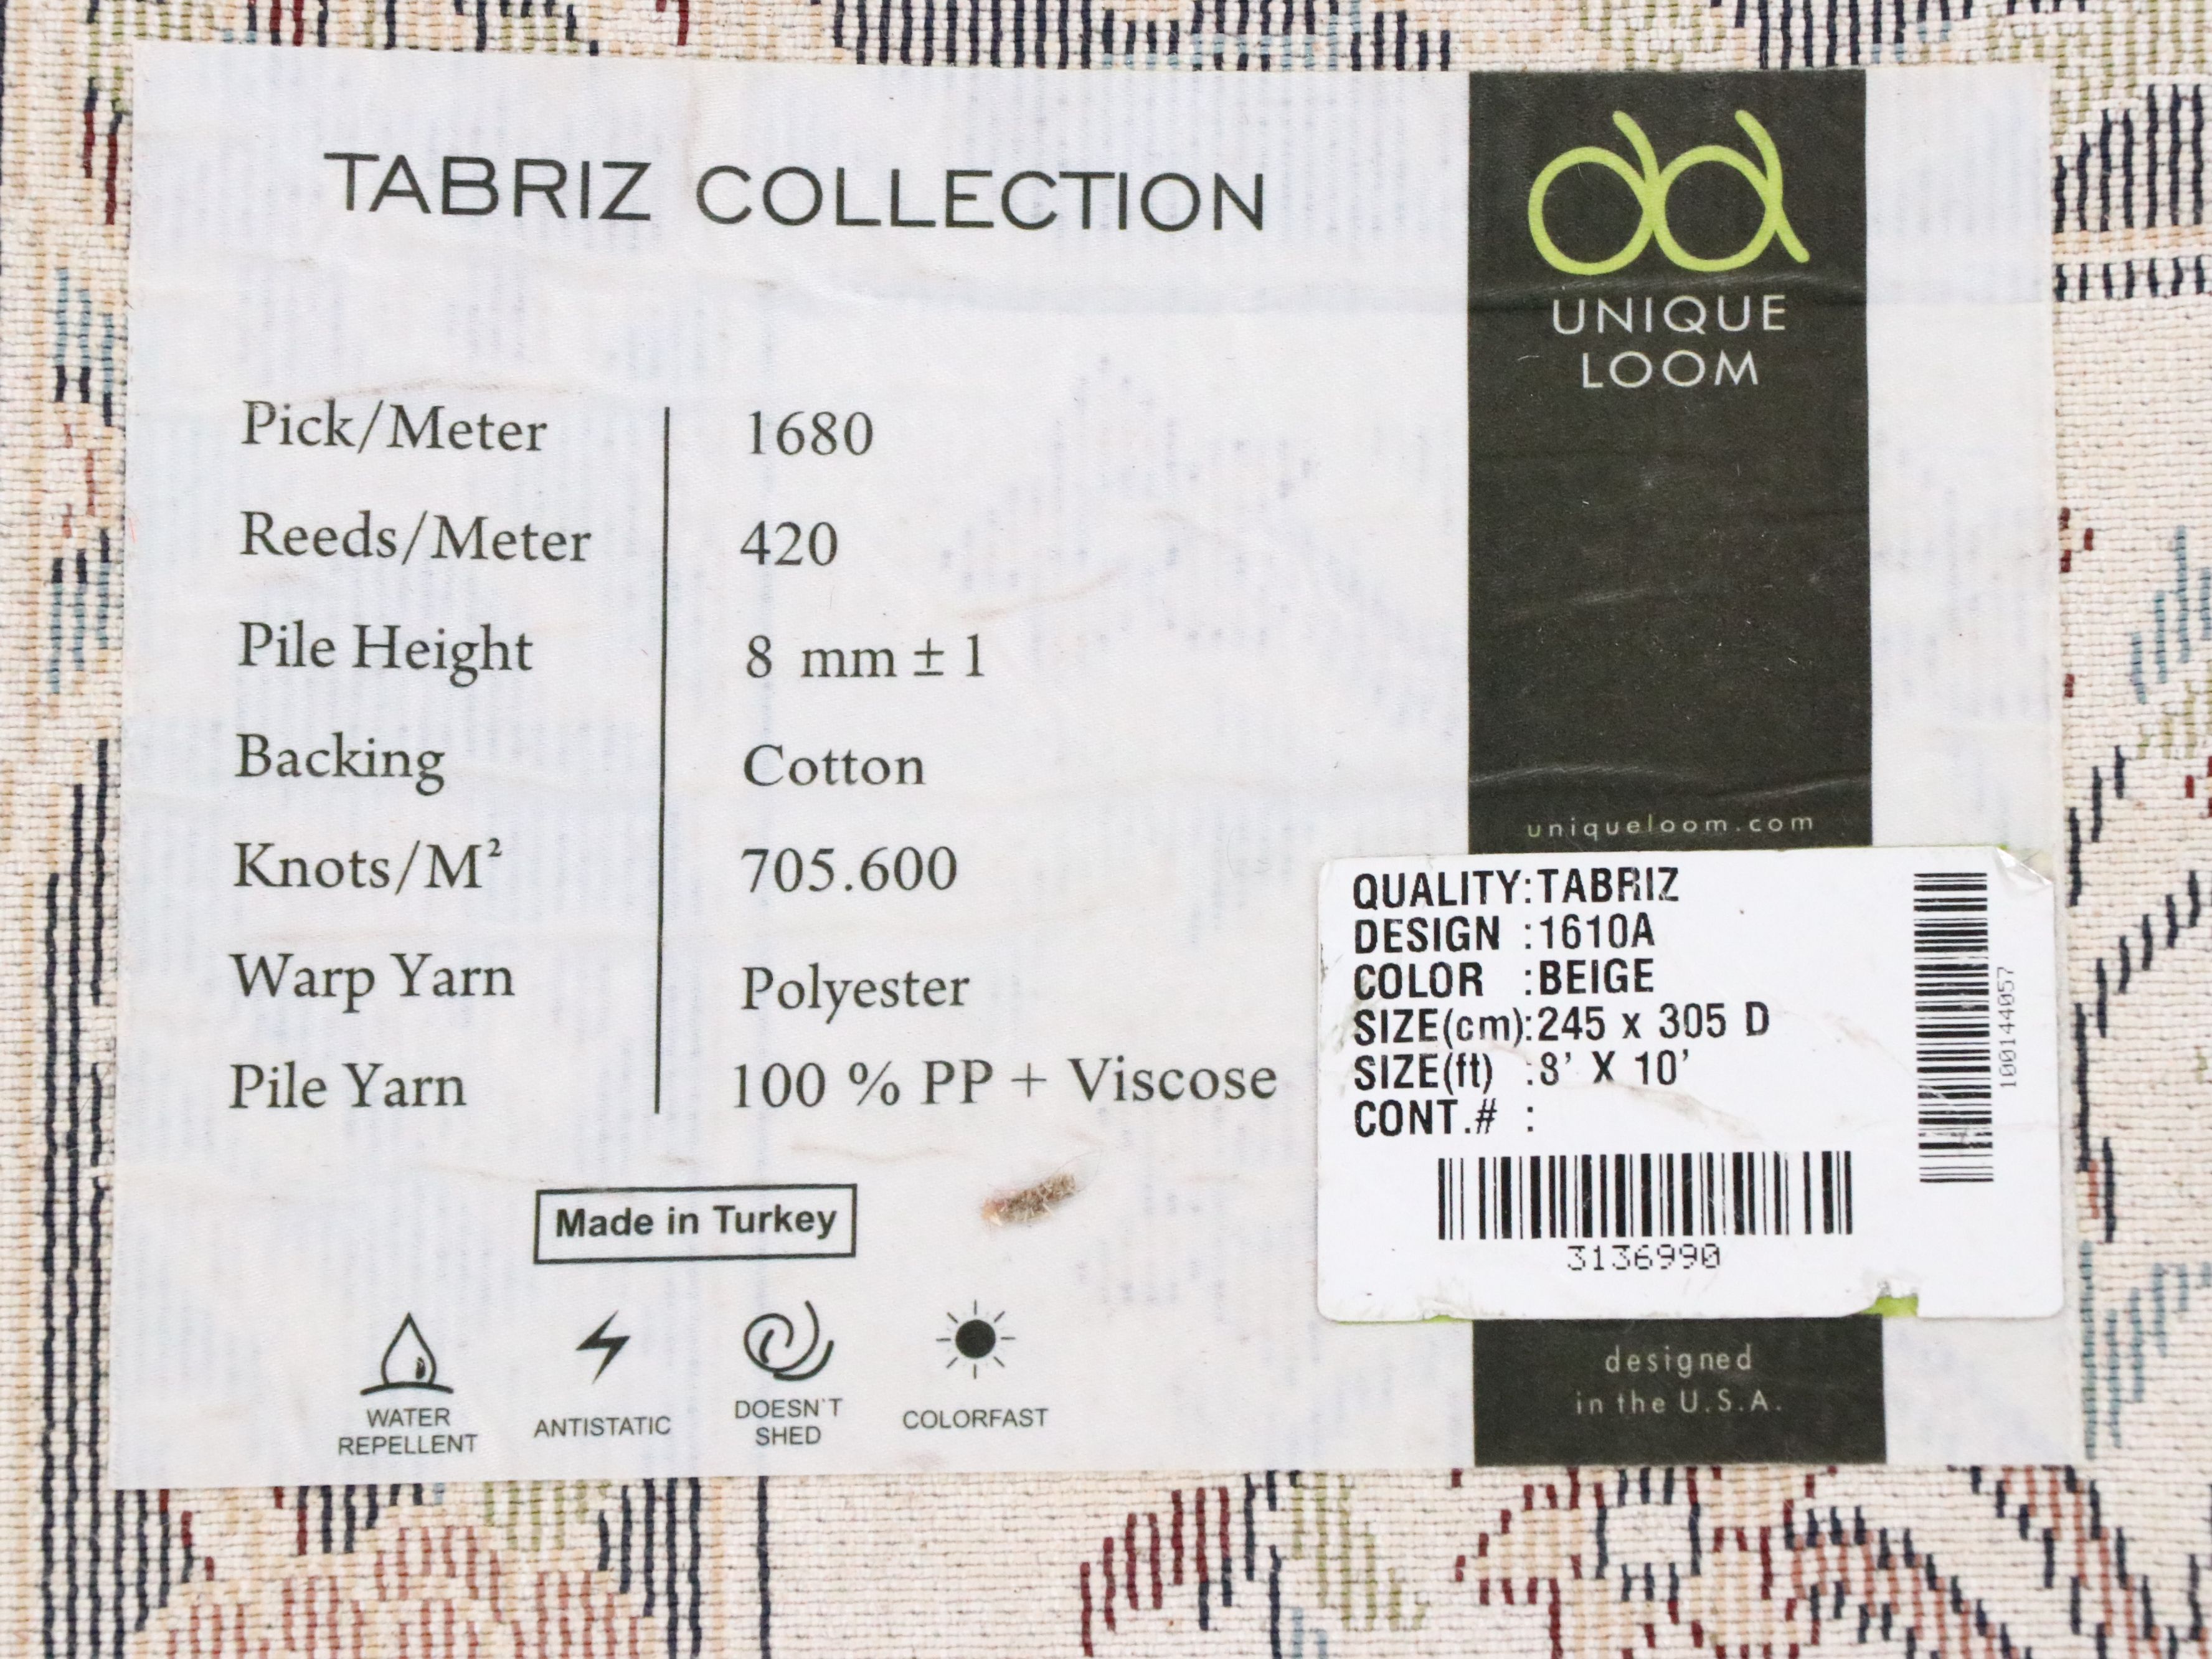 TABRIZ COLLECTION
Pick/Meter 1680
Reeds/Meter 420
Pile Height 8 mm ± 1
Backing Cotton
Knots/M² 705.600
Warp Yarn Polyester
Pile Yarn 100 % PP + Viscose
Made in Turkey
WATER
REPELLENT
ANTISTATIC
DOESN'T
SHED
COLORFAST
UNIQUE
LOOM
uniqueloom.com
QUALITY:TABRIZ
DESIGN :1610A
COLOR :BEIGE
SIZE(cm):245 x 305 D
SIZE(ft) :8' X 10'
CONT.# :
3136990
100144057
designed
in the U.S.A.